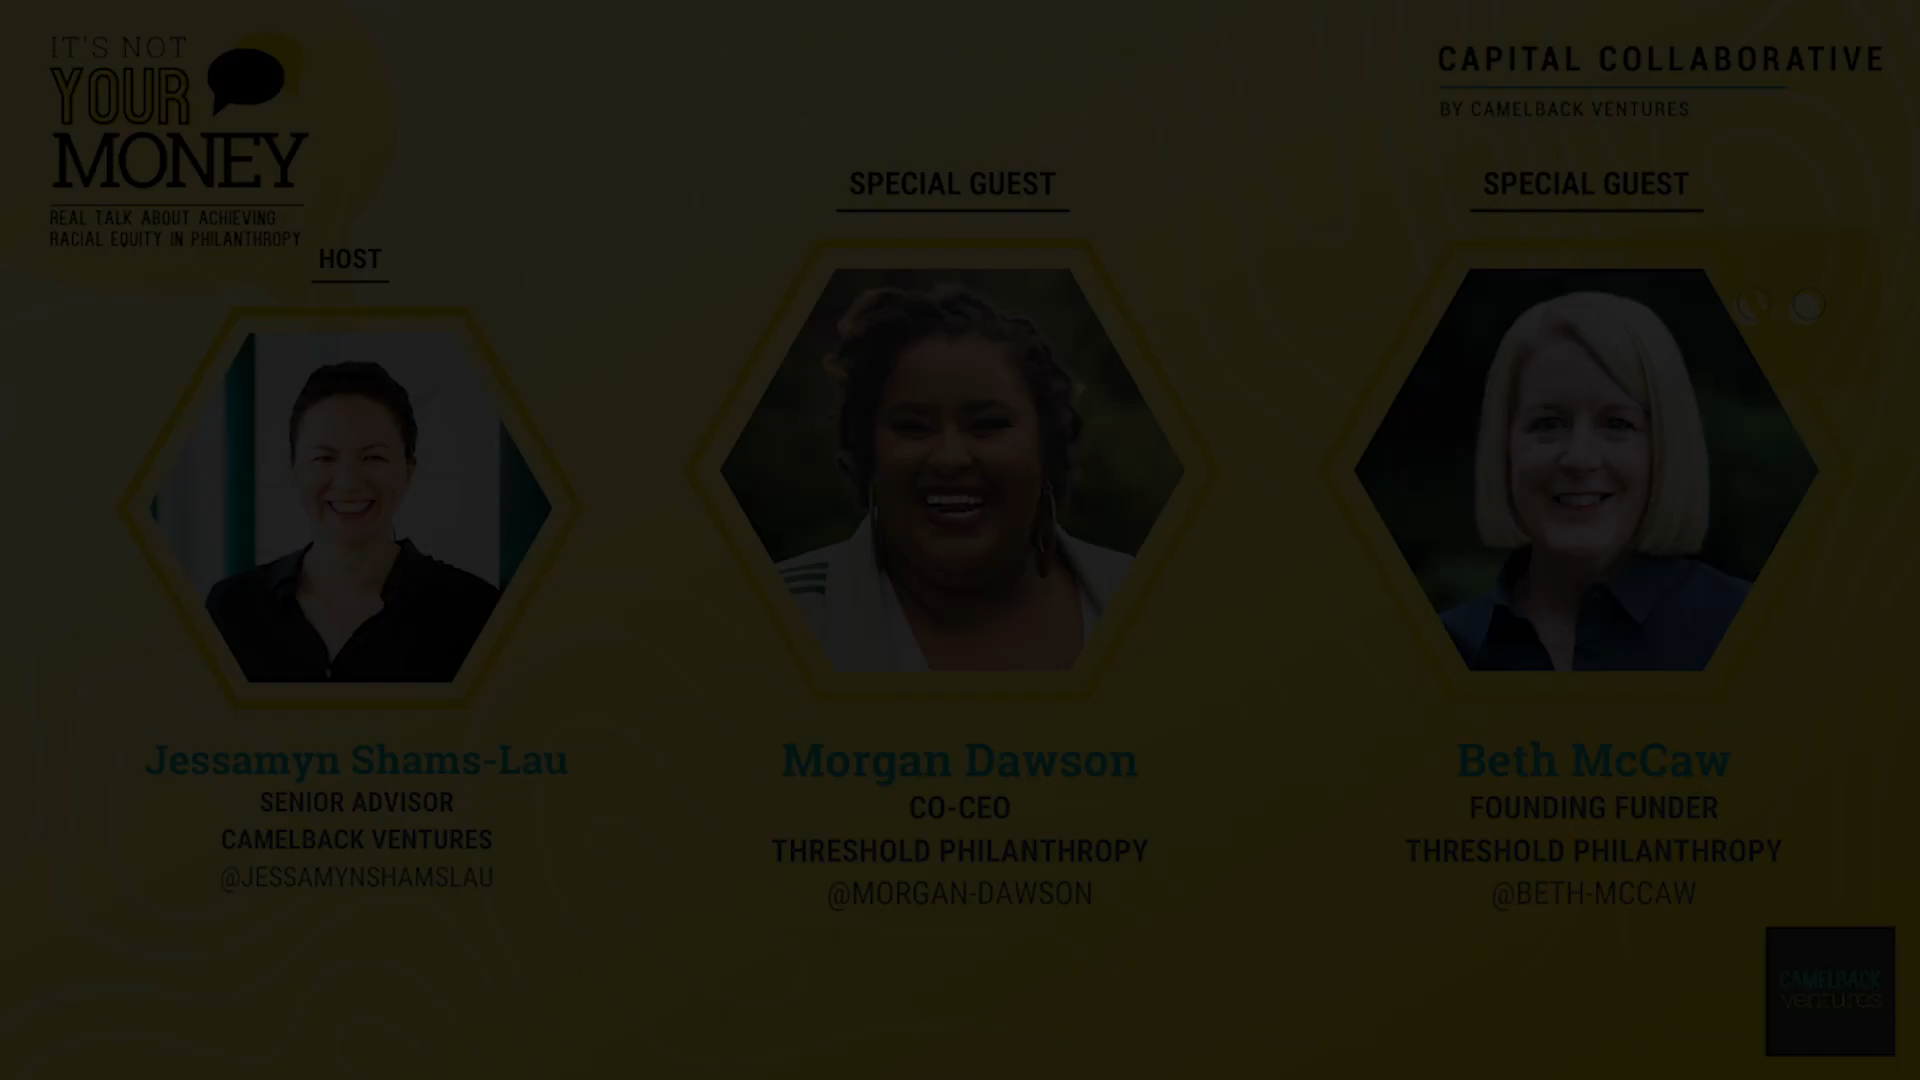 IT'S NOT
YOUR
MONEY
REAL TALK ABOUT ACHIEVING
RACIAL EQUITY IN PHILANTHROPY
CAPITAL COLLABORATIVE
BY CAMELBACK VENTURES
HOST
Jessamyn Shams-Lau
SENIOR ADVISOR
CAMELBACK VENTURES
@JESSAMYNSHAMSLAU
SPECIAL GUEST
Morgan Dawson
CO-CEO
THRESHOLD PHILANTHROPY
@MORGAN-DAWSON
SPECIAL GUEST
Beth McCaw
FOUNDING FUNDER
THRESHOLD PHILANTHROPY
@BETH-MCCAW
CAMELBACK
ventures